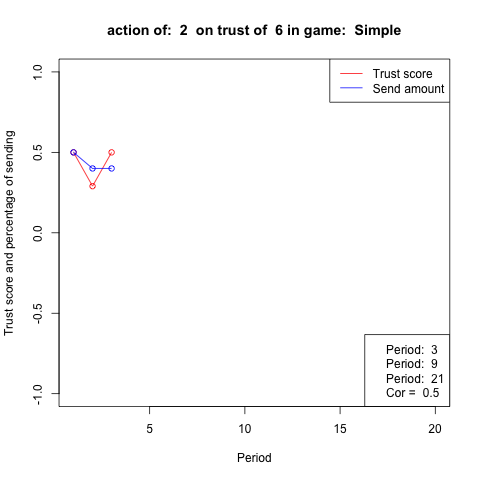 action of:  2  on trust of  6 in game:  Simple
Trust score
Send amount
Trust score and percentage of sending
1.0
0.5
0.0
-0.5
-1.0
Period:  3
Period:  9
Period:  21
Cor =  0.5
5
10
15
20
Period